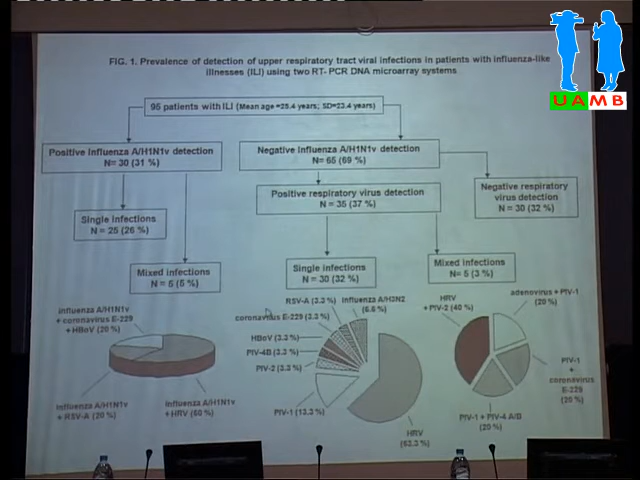 UAMB
FIG. 1. Prevalence of detection of upper respiratory tract viral infections in patients with influenza-like
illnesses (ILI) using two RT- PCR DNA microarray systems
95 patients with ILI (Mean age =25.4 years; SD=23.4 years)
Positive influenza A/H1N1v detection
N= 30 (31 %)
Negative Influenza A/H1N1v detection
N= 65 (69 %)
Positive respiratory virus detection
N = 35 (37 %)
Negative respiratory
virus detection
N = 30 (32 %)
Single infections
N = 25 (26 %)
Mixed infections
N = 5 (5 %)
Single infections
N = 30 (32 %)
Mixed infections
N= 5 (3 %)
influenza A/H1N1v
+ coronavirus E-229
+ HBoV (20 %)
influenza A/H1N1v
+ RSV-A (20 %)
influenza A/H1N1v
+ HRV (60 %)
RSV-A (3.3 %)
Influenza A/H3N2
(6.6 %)
coronavirus E-229 (3.3 %)
HBoV (3.3 %)
PIV-4B (3.3 %)
PIV-2 (3.3 %)
PIV-1 (13.3 %)
HRV
(63.3 %)
HRV
+ PIV-2 (40 %)
adenovirus + PIV-1
(20 %)
PIV-1
+
coronavirus
E-229
(20 %)
PIV-1 + PIV-4 A/B
(20 %)